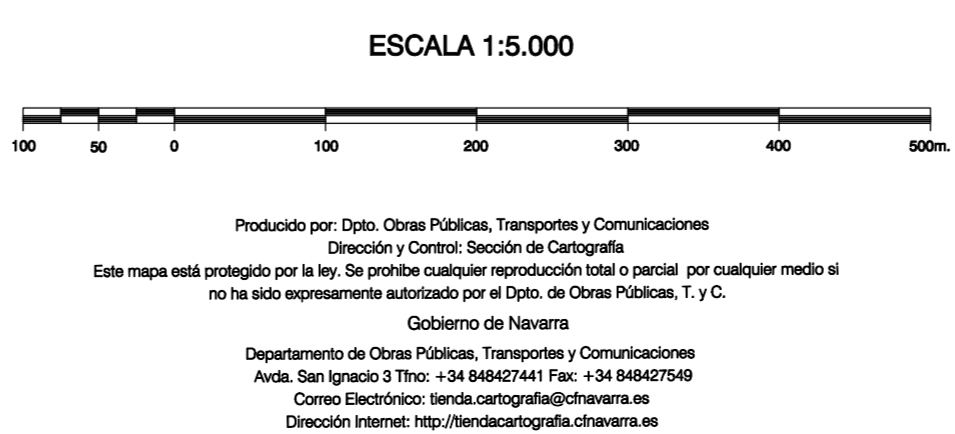 ESCALA 1:5.000
100 50 0 100 200 300 400 500m.
Producido por: Dpto. Obras Públicas, Transportes y Comunicaciones
Dirección y Control: Sección de Cartografía
Este mapa está protegido por la ley. Se prohibe cualquier reproducción total o parcial por cualquier medio si
no ha sido expresamente autorizado por el Dpto. de Obras Públicas, T. y C.
Gobierno de Navarra
Departamento de Obras Públicas, Transportes y Comunicaciones
Avda. San Ignacio 3 Tfno: +34 848427441 Fax: +34 848427549
Correo Electrónico: tienda.cartografia@cfnavarra.es
Dirección Internet: http://tiendacartografia.cfnavarra.es